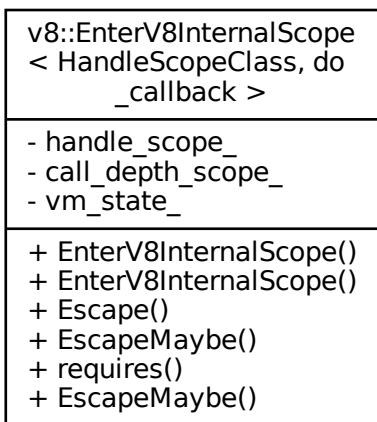 v8::EnterV8InternalScope
< HandleScopeClass, do
_callback >
- handle_scope_
- call_depth_scope_
- vm_state_
+ EnterV8InternalScope()
+ EnterV8InternalScope()
+ Escape()
+ EscapeMaybe()
+ requires()
+ EscapeMaybe()